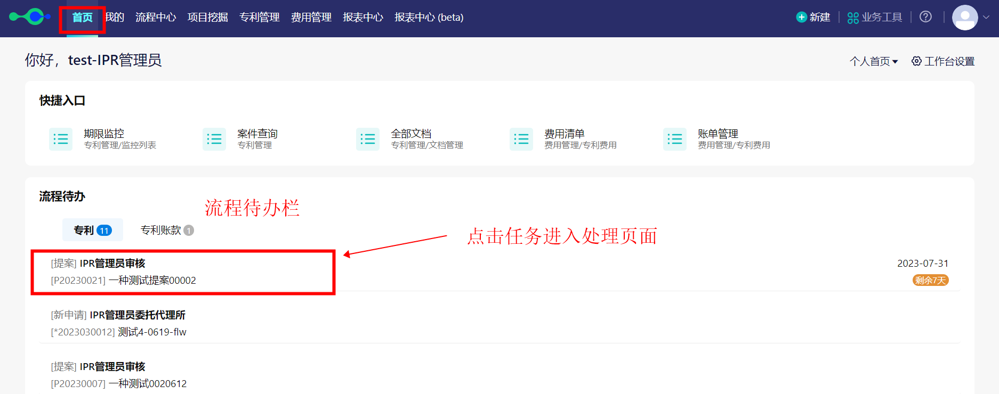 首页 我的 流程中心 项目挖掘 专利管理 费用管理 报表中心 报表中心 (beta) 新建 业务工具
你好，test-IPR管理员
个人首页 工作台设置
快捷入口
期限监控 案件查询 全部文档 费用清单 账单管理
专利管理/监控列表 专利管理 专利管理/文档管理 费用管理/专利费用 费用管理/专利费用
流程待办
流程待办栏
专利 11 专利账款 1
点击任务进入处理页面
[提案] IPR管理员审核 2023-07-31
[P20230021] 一种测试提案00002 剩余7天
[新申请] IPR管理员委托代理所
[*2023030012] 测试4-0619-flw
[提案] IPR管理员审核
[P20230007] 一种测试0020612